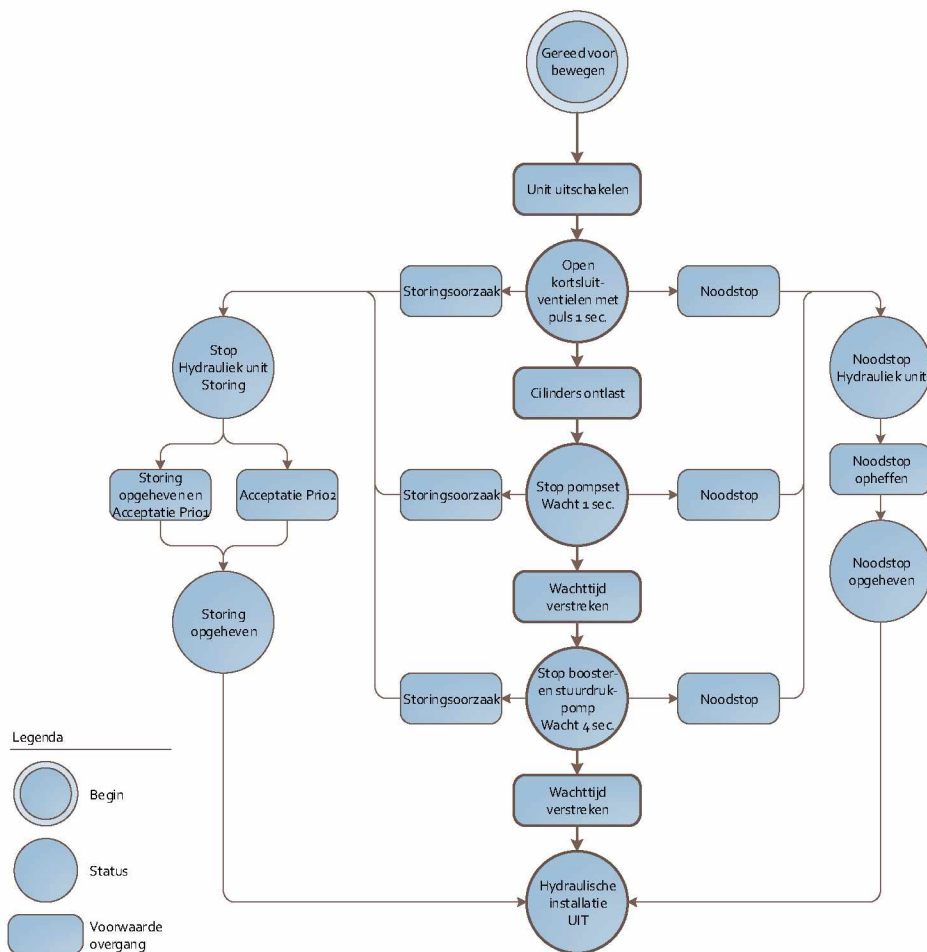 Gereed voor
bewegen
Unit uitschakelen
Storingsoorzaak
Open
kortsluit-
ventielen met
puls 1 sec.
Noodstop
Stop
Hydrauliek unit
Storing
Noodstop
Hydrauliek unit
Cilinders ontlast
Storing
opgeheven en
Acceptatie Prio1
Acceptatie Prio2
Storingsoorzaak
Stop pompset
Wacht 1 sec.
Noodstop
Noodstop
opheffen
Wachttijd
verstreken
Noodstop
opgeheven
Storing
opgeheven
Storingsoorzaak
Stop booster-
en stuurdruk-
pomp
Wacht 4 sec.
Noodstop
Wachttijd
verstreken
Hydraulische
installatie
UIT
Legenda
Begin
Status
Voorwaarde
overgang